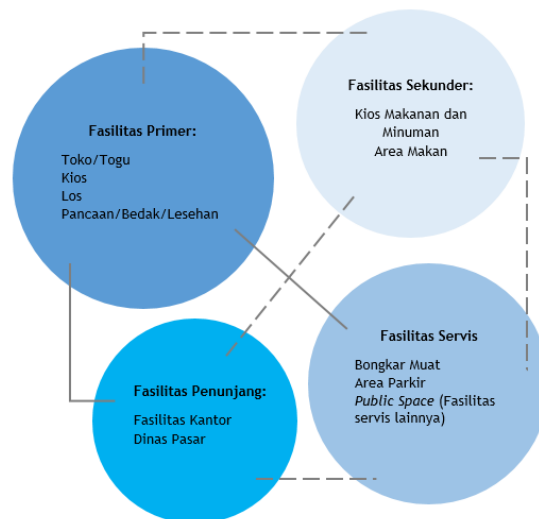 Fasilitas Primer:
Toko/Togu
Kios
Los
Pancaan/Bedak/Lesehan
Fasilitas Sekunder:
Kios Makanan dan
Minuman
Area Makan
Fasilitas Penunjang:
Fasilitas Kantor
Dinas Pasar
Fasilitas Servis
Bongkar Muat
Area Parkir
Public Space (Fasilitas
servis lainnya)